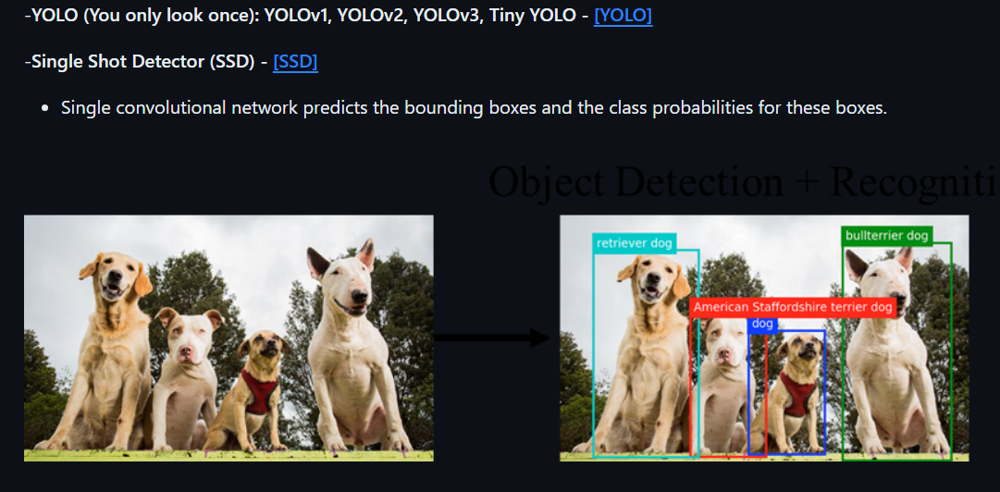 -YOLO (You only look once): YOLOv1, YOLOv2, YOLOv3, Tiny YOLO - [YOLO]
-Single Shot Detector (SSD) - [SSD]
• Single convolutional network predicts the bounding boxes and the class probabilities for these boxes.
Object Detection + Recogniti
retriever dog
bullterrier dog
American Staffordshire terrier dog
dog